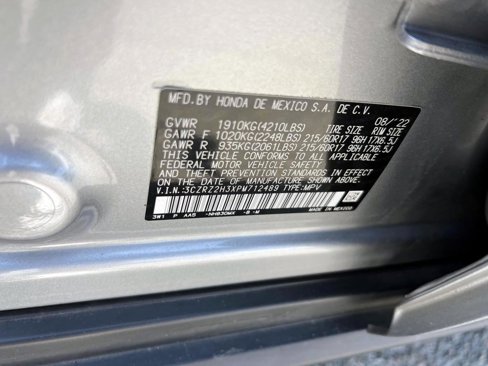 MFD. BY HONDA DE MEXICO S.A. DE C.V.
08/'22
GVWR 1910KG(4210LBS) TIRE SIZE RIM SIZE
GAWR F 1020KG(2248LBS) 215/60R17 96H 17X6.5J
GAWR R 935KG(2061LBS) 215/60R17 96H 17X6.5J
THIS VEHICLE CONFORMS TO ALL APPLICABLE
FEDERAL MOTOR VEHICLE SAFETY
AND THEFT PREVENTION STANDARDS IN EFFECT
ON THE DATE OF MANUFACTURE SHOWN ABOVE.
V.I.N.:3CZRZ2H3XPM712489 TYPE:MPV
3W1 P AAS -NH830MX -B -M MADE IN MEXICO